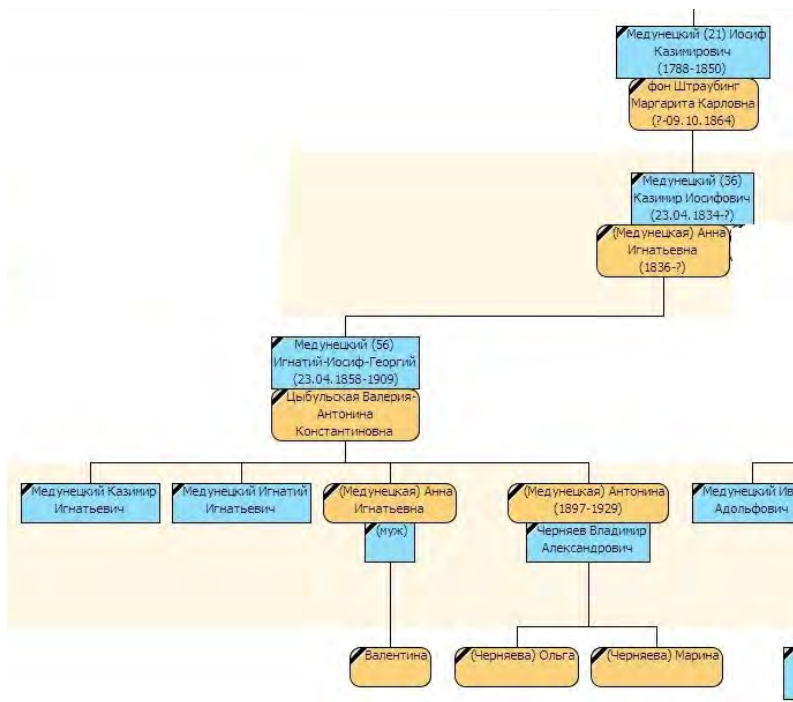 Медунецкий (21) Иосиф
Казимирович
(1788-1850)
фон Штраубинг
Маргарита Карловна
(?-09.10.1864)
Медунецкий (36)
Казимир Иосифович
(23.04.1834-?)
(Медунецкая) Анна
Игнатьевна
(1836-?)
Медунецкий (56)
Игнатий-Иосиф-Георгий
(23.04.1858-1909)
Цыбульская Валерия-
Антонина
Константиновна
Медунецкий Казимир
Игнатьевич
Медунецкий Игнатий
Игнатьевич
(Медунецкая) Анна
Игнатьевна
(муж)
(Медунецкая) Антонина
(1897-1929)
Черняев Владимир
Александрович
Медунецкий Ив
Адольфович
Валентина
(Черняева) Ольга
(Черняева) Марина